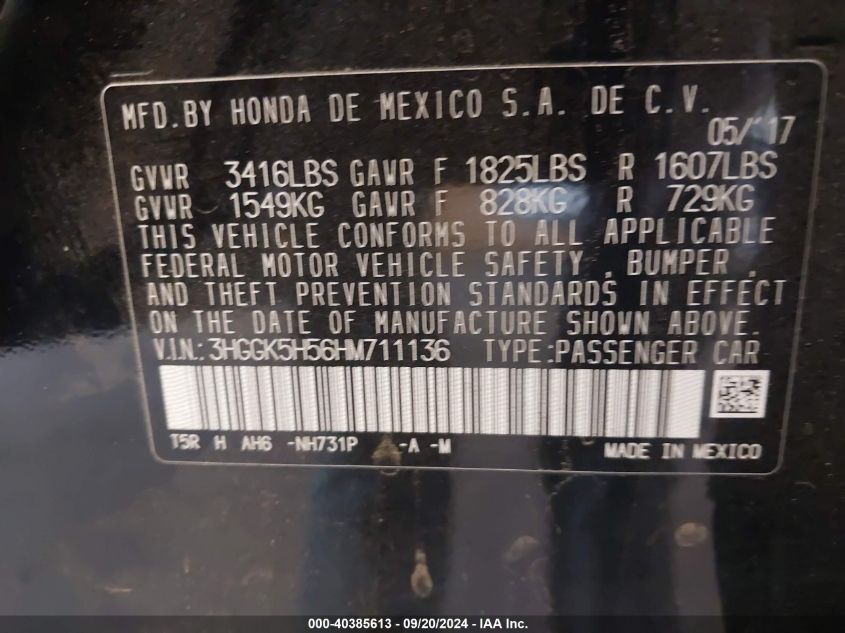 MFD.BY HONDA DE MEXICO S.A. DE C.V.
05/17
GVWR 3416LBS GAWR F 1825LBS R 1607LBS
GVWR 1549KG GAWR F 828KG R 729KG
THIS VEHICLE CONFORMS TO ALL APPLICABLE
FEDERAL MOTOR VEHICLE SAFETY , BUMPER ,
AND THEFT PREVENTION STANDARDS IN EFFECT
ON THE DATE OF MANUFACTURE SHOWN ABOVE.
V.I.N.: 3HGGK5H56HM711136 TYPE:PASSENGER CAR
T5R H AH6 -NH731P -A -M MADE IN MEXICO
000-40385613 - 09/20/2024 - IAA Inc.